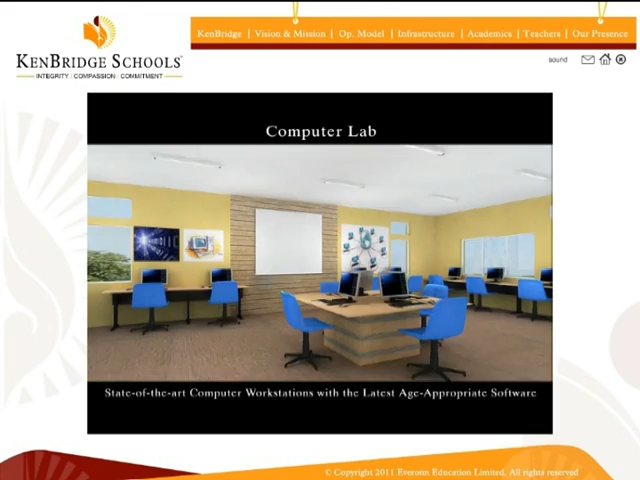 KenBridge | Vision & Mission | Op. Model | Infrastructure | Academics | Teachers | Our Presence
KENBRIDGE SCHOOLS
INTEGRITY | COMPASSION | COMMITMENT
sound
Computer Lab
State-of-the-art Computer Workstations with the Latest Age-Appropriate Software
© Copyright 2011 Everonn Education Limited. All rights reserved